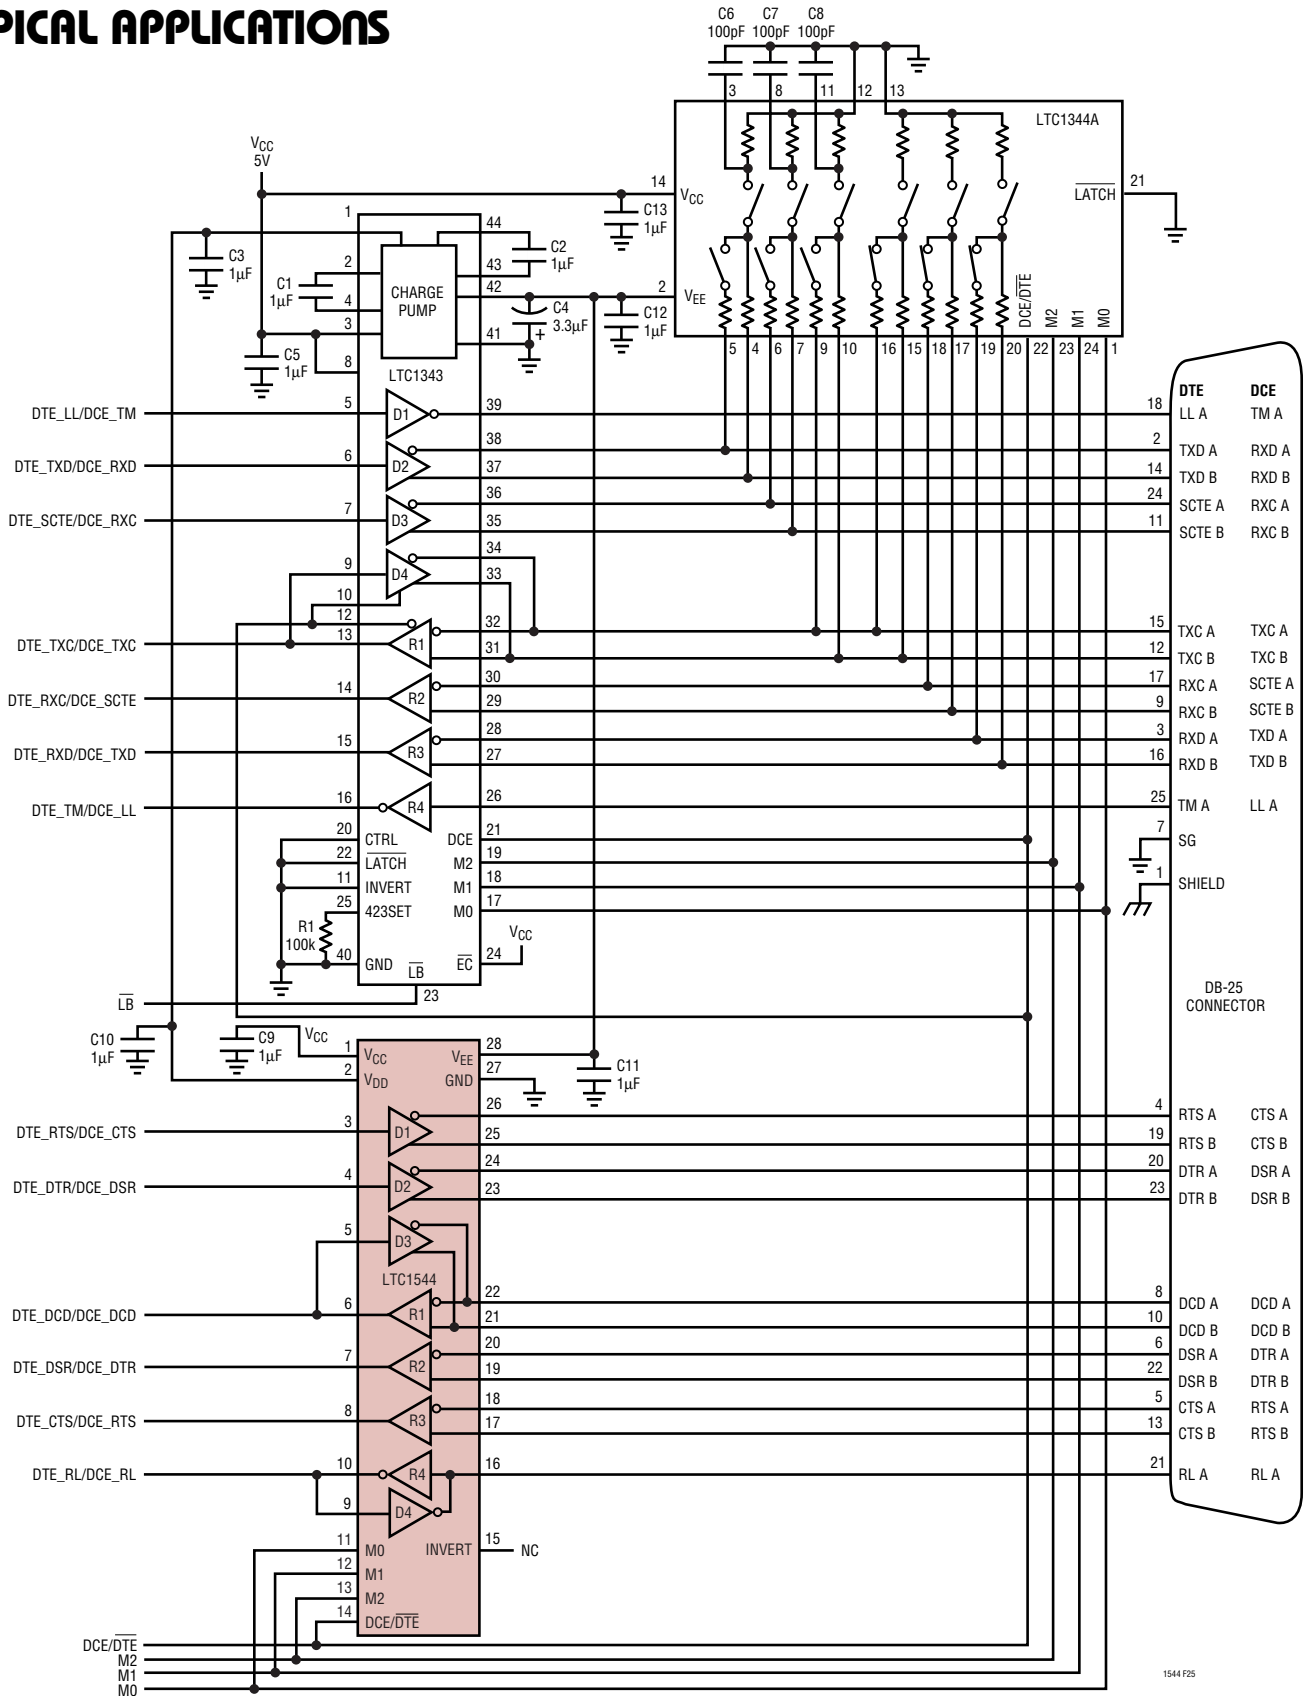 PICAL APPLICATIONS
C6 C7 C8
100pF 100pF 100pF
3 8 11 12 13
LTC1344A
VCC
5V
14
VCC
LATCH
21
C13
1µF
1
44
C3
1µF
C2
1µF
2
43
C1
1µF
CHARGE
PUMP
42
2
VEE
4
C4
3.3µF
+
C12
1µF
3
41
C5
1µF
8
DCE/DTE
M2
M1
M0
5 4 6 7 9 10 16 15 18 17 19 20 22 23 24 1
LTC1343
DTE DCE
DTE_LL/DCE_TM 5 D1 39 18 LL A TM A
38 2 TXD A RXD A
DTE_TXD/DCE_RXD 6 D2 37 14 TXD B RXD B
36 24 SCTE A RXC A
DTE_SCTE/DCE_RXC 7 D3 35 11 SCTE B RXC B
34
9 D4 33
10
12 32 15 TXC A TXC A
DTE_TXC/DCE_TXC 13 R1 31 12 TXC B TXC B
30 17 RXC A SCTE A
DTE_RXC/DCE_SCTE 14 R2 29 9 RXC B SCTE B
28 3 RXD A TXD A
DTE_RXD/DCE_TXD 15 R3 27 16 RXD B TXD B
DTE_TM/DCE_LL 16 R4 26 25 TM A LL A
20 CTRL DCE 21 7 SG
22 LATCH M2 19
11 INVERT M1 18 1 SHIELD
25 423SET M0 17
R1
100k
VCC
40 GND LB EC 24
LB 23
DB-25
CONNECTOR
C10
1µF
C9
1µF
VCC
1 VCC VEE 28
2 VDD GND 27
C11
1µF
26 4 RTS A CTS A
DTE_RTS/DCE_CTS 3 D1 25 19 RTS B CTS B
24 20 DTR A DSR A
DTE_DTR/DCE_DSR 4 D2 23 23 DTR B DSR B
5 D3
LTC1544
22 8 DCD A DCD A
DTE_DCD/DCE_DCD 6 R1 21 10 DCD B DCD B
20 6 DSR A DTR A
DTE_DSR/DCE_DTR 7 R2 19 22 DSR B DTR B
18 5 CTS A RTS A
DTE_CTS/DCE_RTS 8 R3 17 13 CTS B RTS B
DTE_RL/DCE_RL 10 R4 16 21 RL A RL A
9 D4
11 M0 INVERT 15 NC
12 M1
13 M2
14 DCE/DTE
DCE/DTE
M2
M1
M0
1544 F25